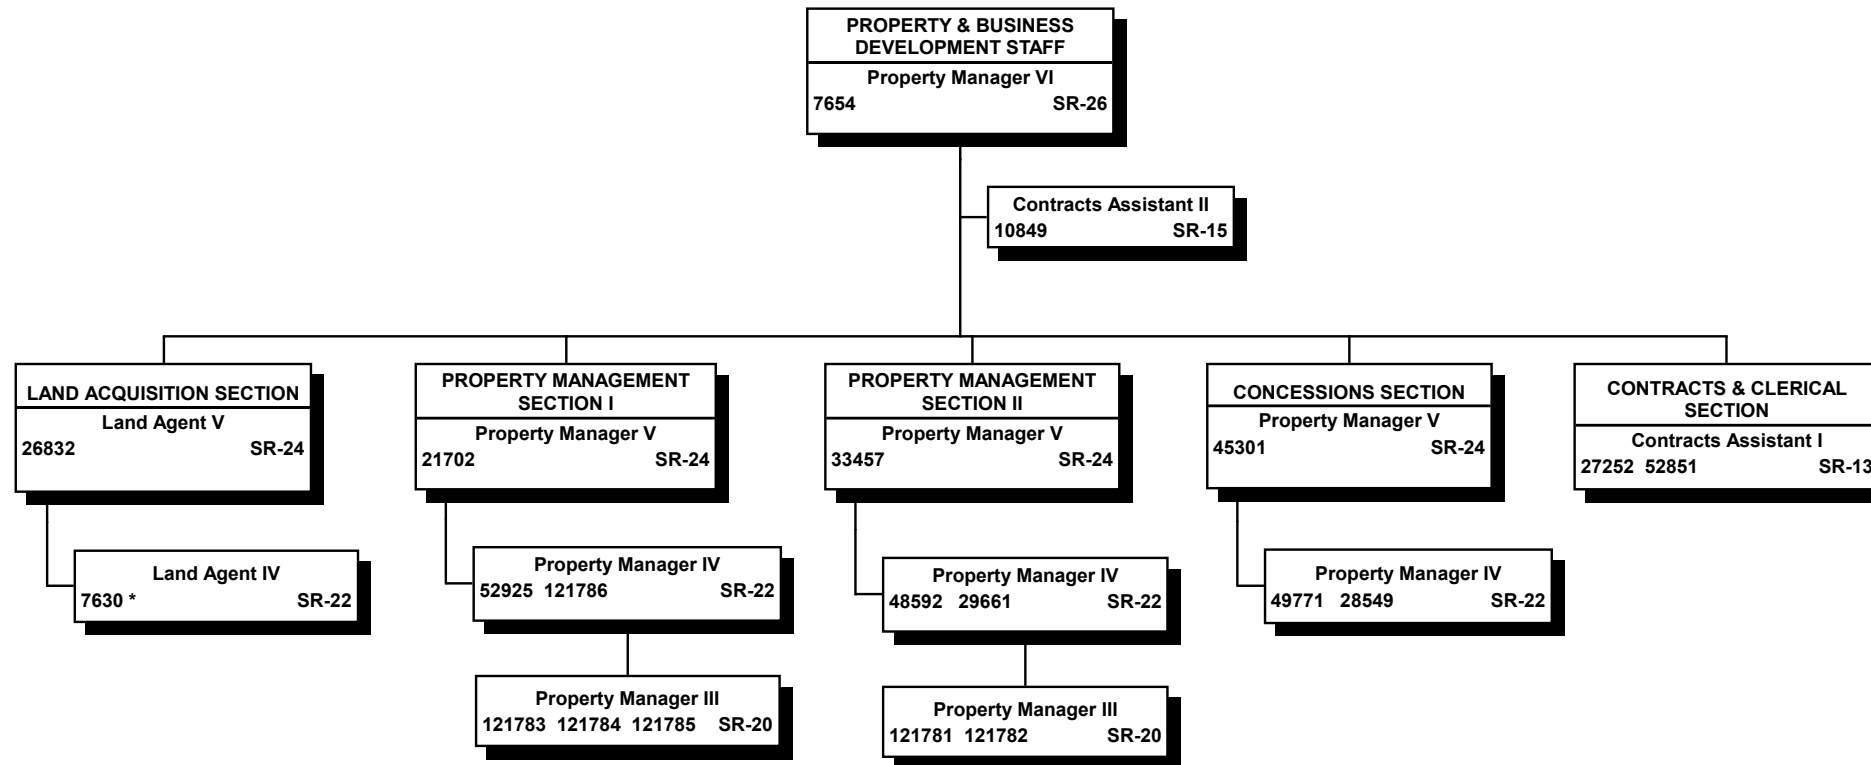 PROPERTY & BUSINESS
DEVELOPMENT STAFF
Property Manager VI
7654 SR-26
Contracts Assistant II
10849 SR-15
LAND ACQUISITION SECTION
Land Agent V
26832 SR-24
Land Agent IV
7630 * SR-22
PROPERTY MANAGEMENT
SECTION I
Property Manager V
21702 SR-24
Property Manager IV
52925 121786 SR-22
Property Manager III
121783 121784 121785 SR-20
PROPERTY MANAGEMENT
SECTION II
Property Manager V
33457 SR-24
Property Manager IV
48592 29661 SR-22
Property Manager III
121781 121782 SR-20
CONCESSIONS SECTION
Property Manager V
45301 SR-24
Property Manager IV
49771 28549 SR-22
CONTRACTS & CLERICAL
SECTION
Contracts Assistant I
27252 52851 SR-13